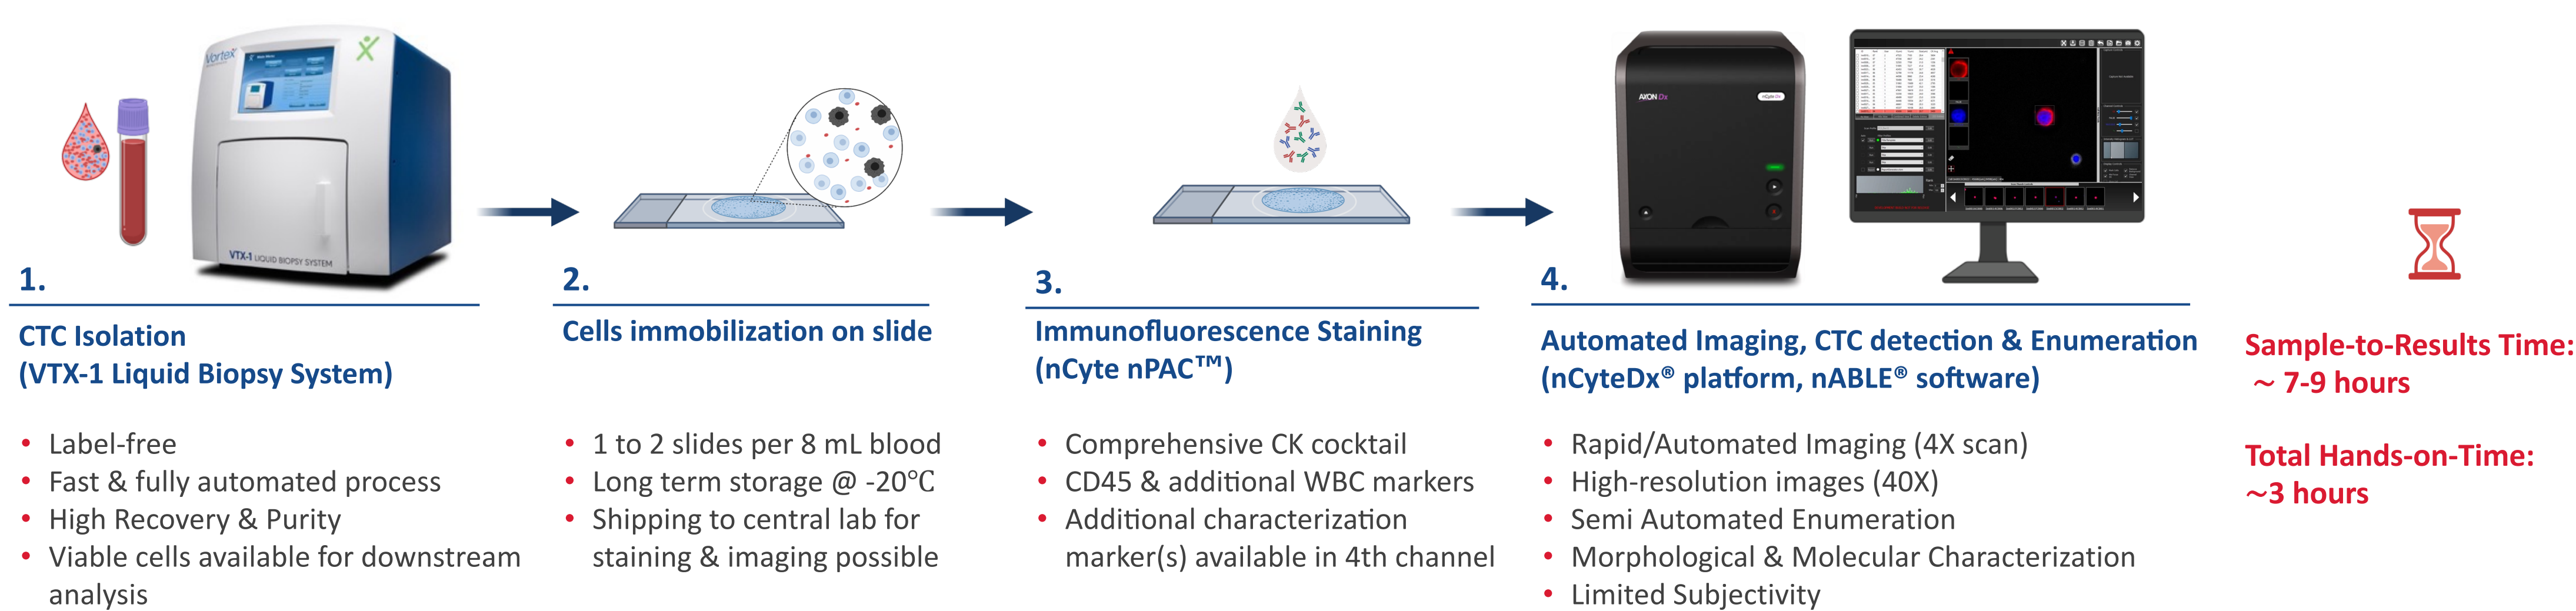 Vortex
VTX-1 LIQUID BIOPSY SYSTEM
1.
CTC Isolation
(VTX-1 Liquid Biopsy System)
• Label-free
• Fast & fully automated process
• High Recovery & Purity
• Viable cells available for downstream
analysis
2.
Cells immobilization on slide
• 1 to 2 slides per 8 mL blood
• Long term storage @ -20℃
• Shipping to central lab for
staining & imaging possible
3.
Immunofluorescence Staining
(nCyte nPAC™)
• Comprehensive CK cocktail
• CD45 & additional WBC markers
• Additional characterization
marker(s) available in 4th channel
AXON Dx
nCyte Dx
4.
Automated Imaging, CTC detection & Enumeration
(nCyteDx® platform, nABLE® software)
• Rapid/Automated Imaging (4X scan)
• High-resolution images (40X)
• Semi Automated Enumeration
• Morphological & Molecular Characterization
• Limited Subjectivity
Sample-to-Results Time:
~ 7-9 hours
Total Hands-on-Time:
~3 hours